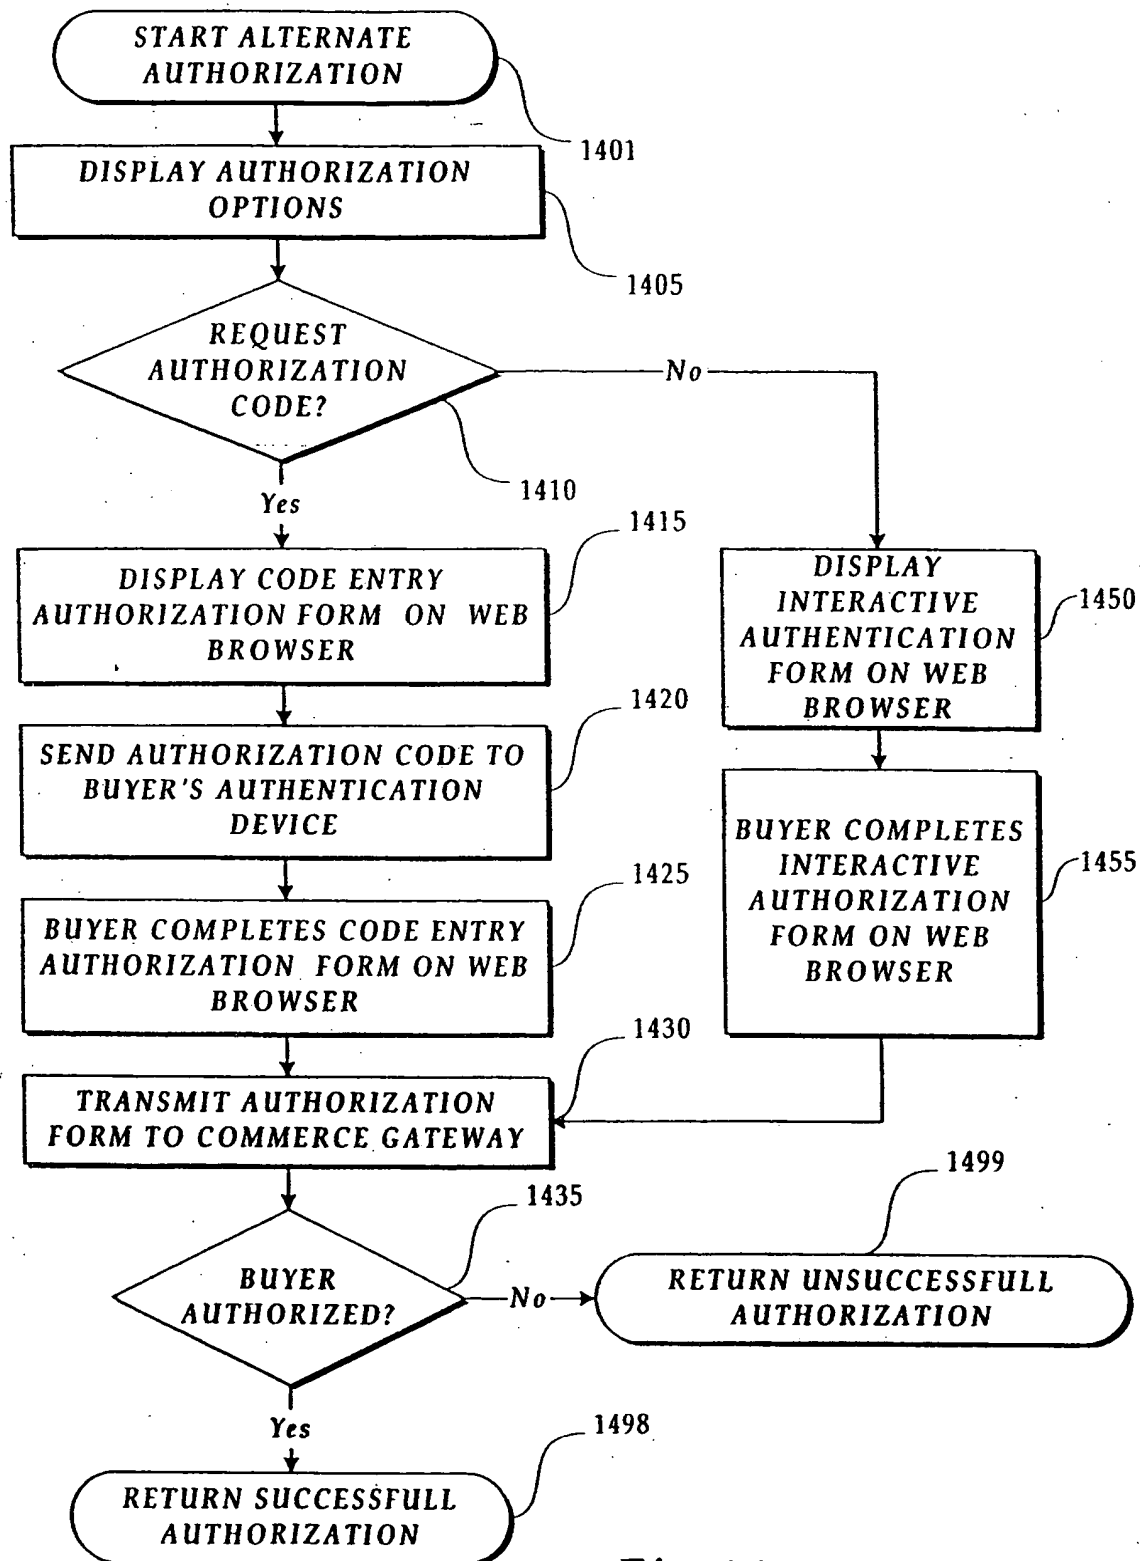 START ALTERNATE
AUTHORIZATION
1401
DISPLAY AUTHORIZATION
OPTIONS
1405
REQUEST
AUTHORIZATION
CODE?
No
1410
Yes
1415
DISPLAY CODE ENTRY
AUTHORIZATION FORM ON WEB
BROWSER
DISPLAY
INTERACTIVE
AUTHENTICATION
FORM ON WEB
BROWSER
1450
1420
SEND AUTHORIZATION CODE TO
BUYER'S AUTHENTICATION
DEVICE
BUYER COMPLETES
INTERACTIVE
AUTHORIZATION
FORM ON WEB
BROWSER
1455
1425
BUYER COMPLETES CODE ENTRY
AUTHORIZATION FORM ON WEB
BROWSER
1430
TRANSMIT AUTHORIZATION
FORM TO COMMERCE GATEWAY
1435
BUYER
AUTHORIZED?
No
1499
RETURN UNSUCCESSFULL
AUTHORIZATION
Yes
1498
RETURN SUCCESSFULL
AUTHORIZATION